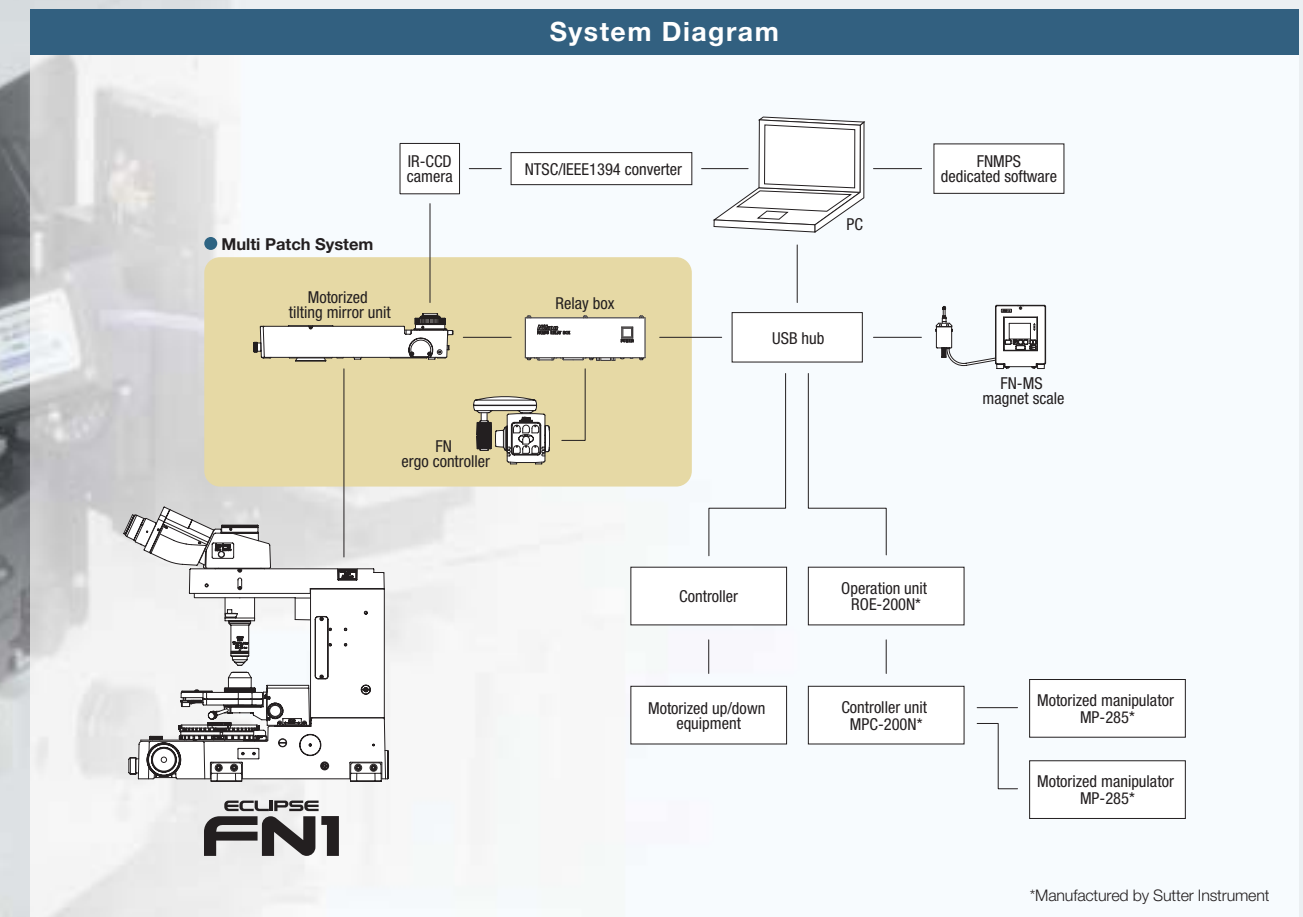 System Diagram
IR-CCD
camera
NTSC/IEEE1394 converter
FNMPS
dedicated software
PC
Multi Patch System
Motorized
tilting mirror unit
Relay box
USB hub
FN-MS
magnet scale
FN
ergo controller
Controller
Operation unit
ROE-200N*
Motorized up/down
equipment
Controller unit
MPC-200N*
Motorized manipulator
MP-285*
Motorized manipulator
MP-285*
ECLIPSE
FN1
*Manufactured by Sutter Instrument